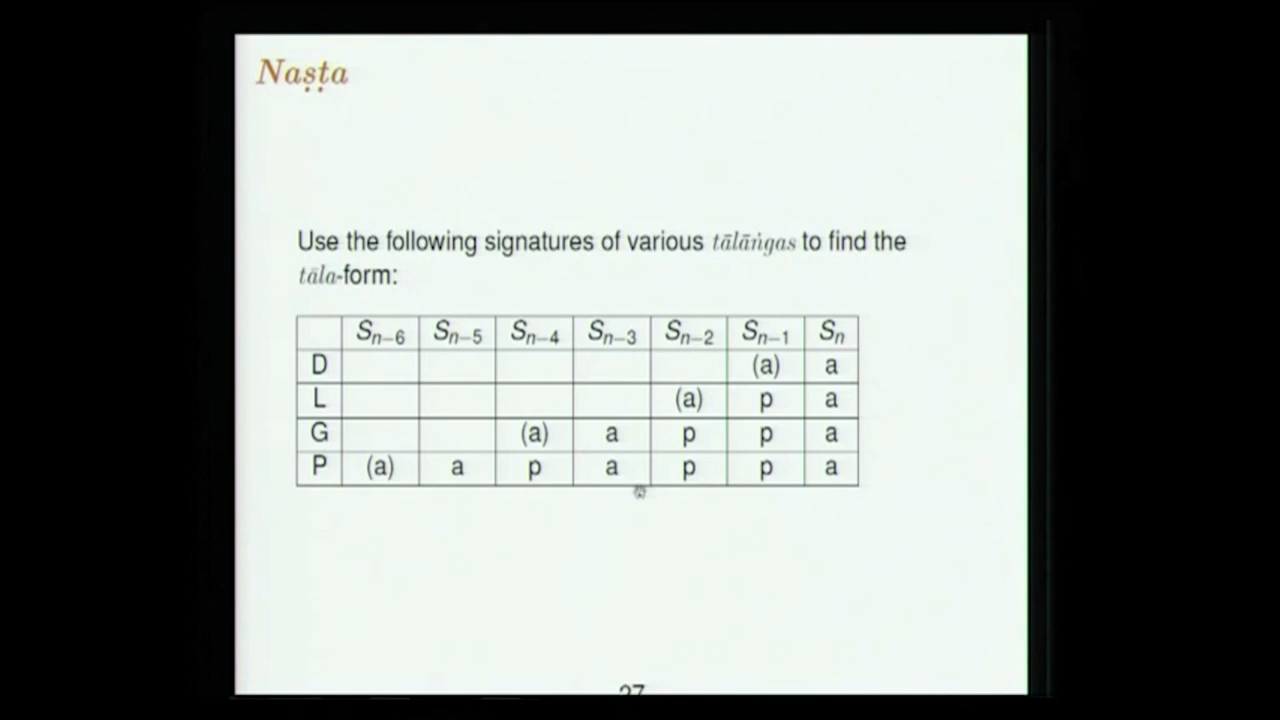 Naṣṭa
Use the following signatures of various tālāṅgas to find the
tāla-form:
S_{n−6} S_{n−5} S_{n−4} S_{n−3} S_{n−2} S_{n−1} S_n
D (a) a
L (a) p a
G (a) a p p a
P (a) a p a p p a
27